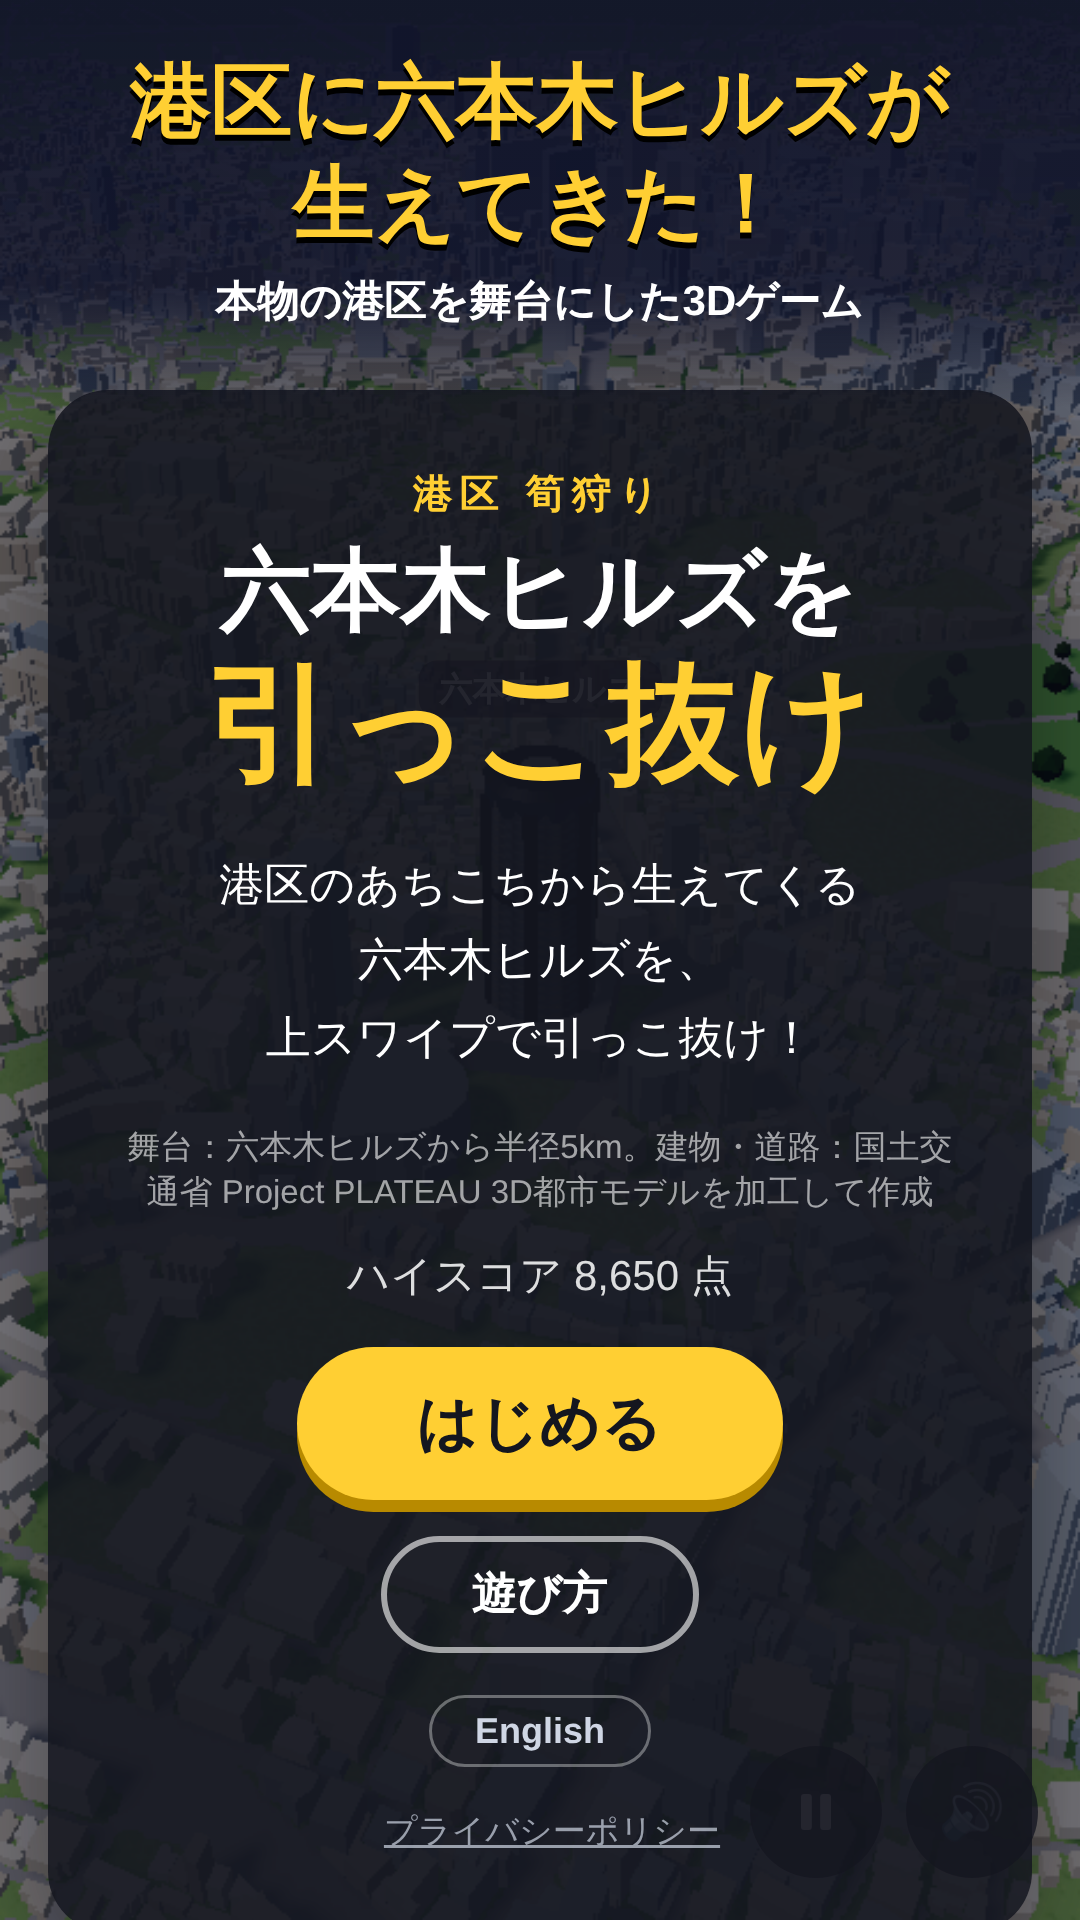 港区に六本木ヒルズが
生えてきた！
本物の港区を舞台にした3Dゲーム
港区 筍狩り
六本木ヒルズを
引っこ抜け
港区のあちこちから生えてくる
六本木ヒルズを、
上スワイプで引っこ抜け！
舞台：六本木ヒルズから半径5km。建物・道路：国土交
通省 Project PLATEAU 3D都市モデルを加工して作成
ハイスコア 8,650 点
はじめる
遊び方
English
プライバシーポリシー